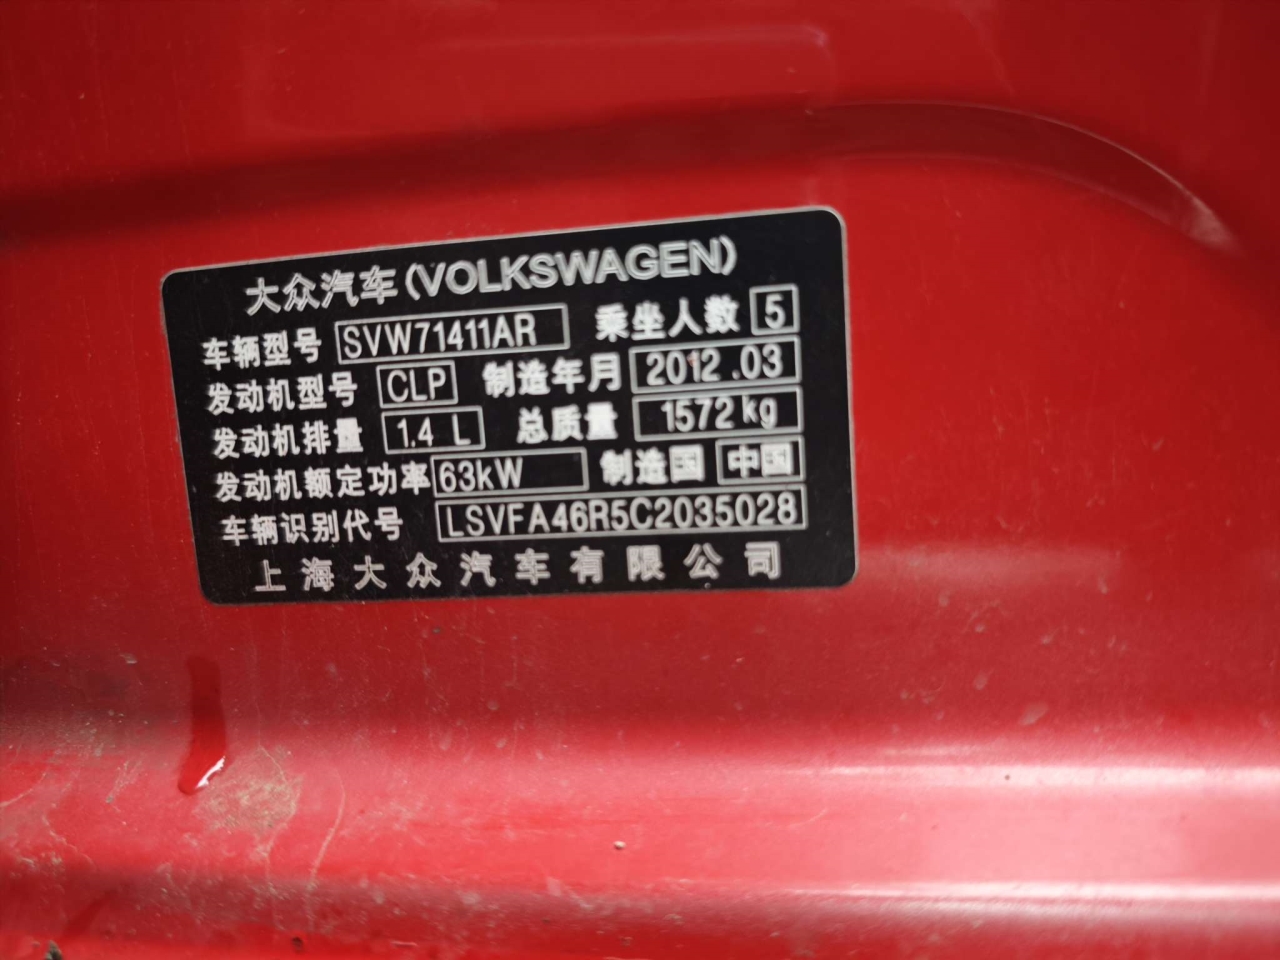 大众汽车(VOLKSWAGEN)
车辆型号 SVW71411AR 乘坐人数 5
发动机型号 CLP 制造年月 2012.03
发动机排量 1.4 L 总质量 1572kg
发动机额定功率 63kW 制造国 中国
车辆识别代号 LSVFA46R5C2035028
上海大众汽车有限公司